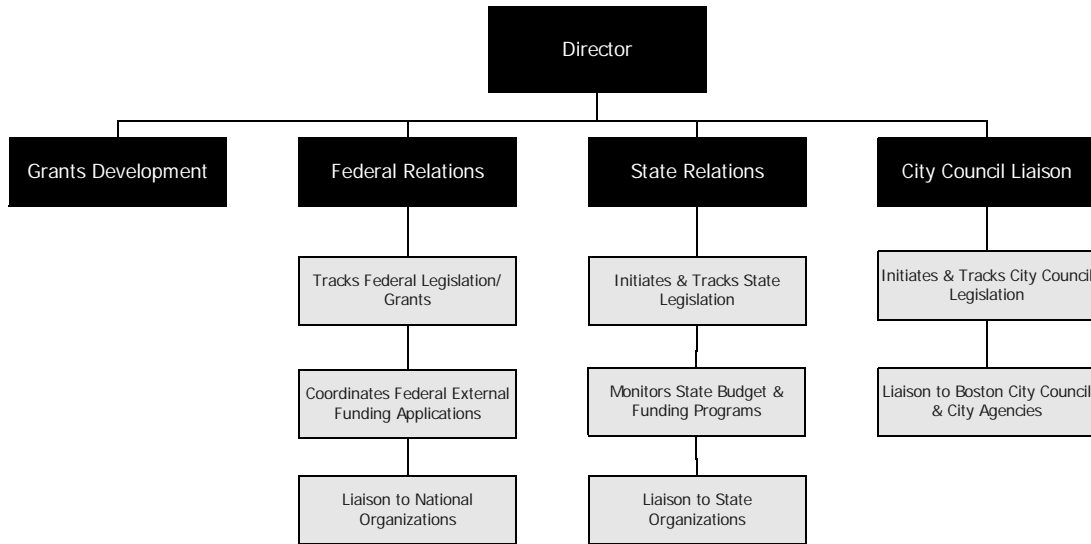 Director
Grants Development
Federal Relations
State Relations
City Council Liaison
Tracks Federal Legislation/
Grants
Coordinates Federal External
Funding Applications
Liaison to National
Organizations
Initiates & Tracks State
Legislation
Monitors State Budget &
Funding Programs
Liaison to State
Organizations
Initiates & Tracks City Council
Legislation
Liaison to Boston City Council
& City Agencies